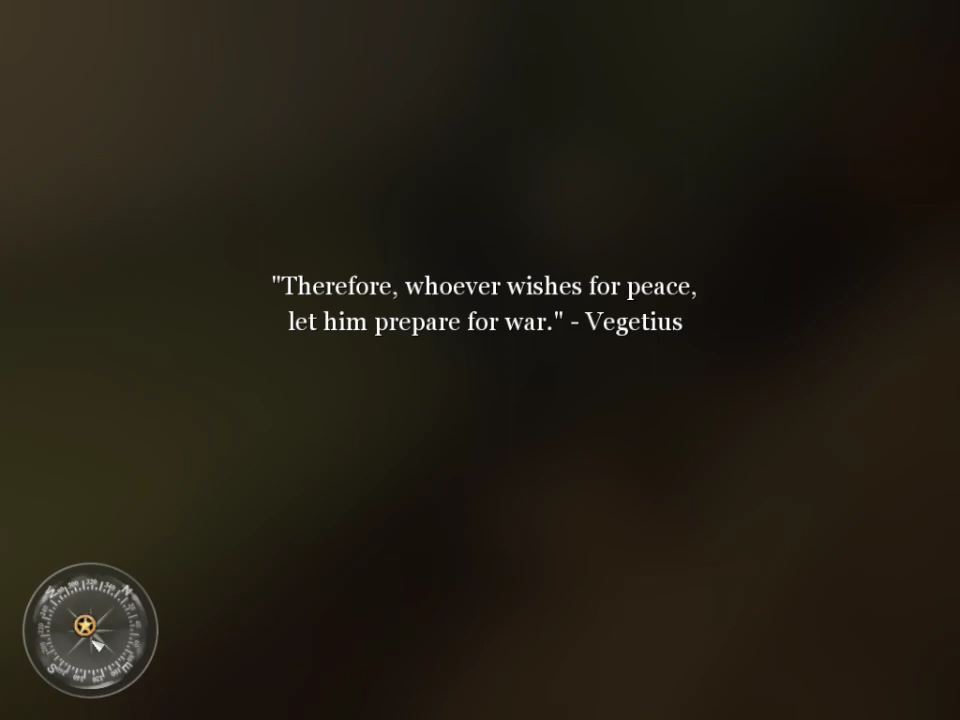 "Therefore, whoever wishes for peace,
let him prepare for war." - Vegetius
N
S